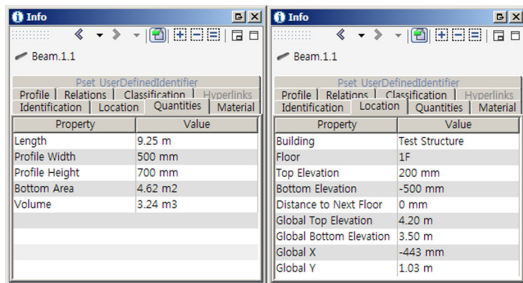 Info
Beam.1.1
Pset UserDefinedIdentifier
Profile Relations Classification Hyperlinks
Identification Location Quantities Material
Property Value
Length 9.25 m
Profile Width 500 mm
Profile Height 700 mm
Bottom Area 4.62 m2
Volume 3.24 m3
Info
Beam.1.1
Pset UserDefinedIdentifier
Profile Relations Classification Hyperlinks
Identification Location Quantities Material
Property Value
Building Test Structure
Floor 1F
Top Elevation 200 mm
Bottom Elevation -500 mm
Distance to Next Floor 0 mm
Global Top Elevation 4.20 m
Global Bottom Elevation 3.50 m
Global X -443 mm
Global Y 1.03 m